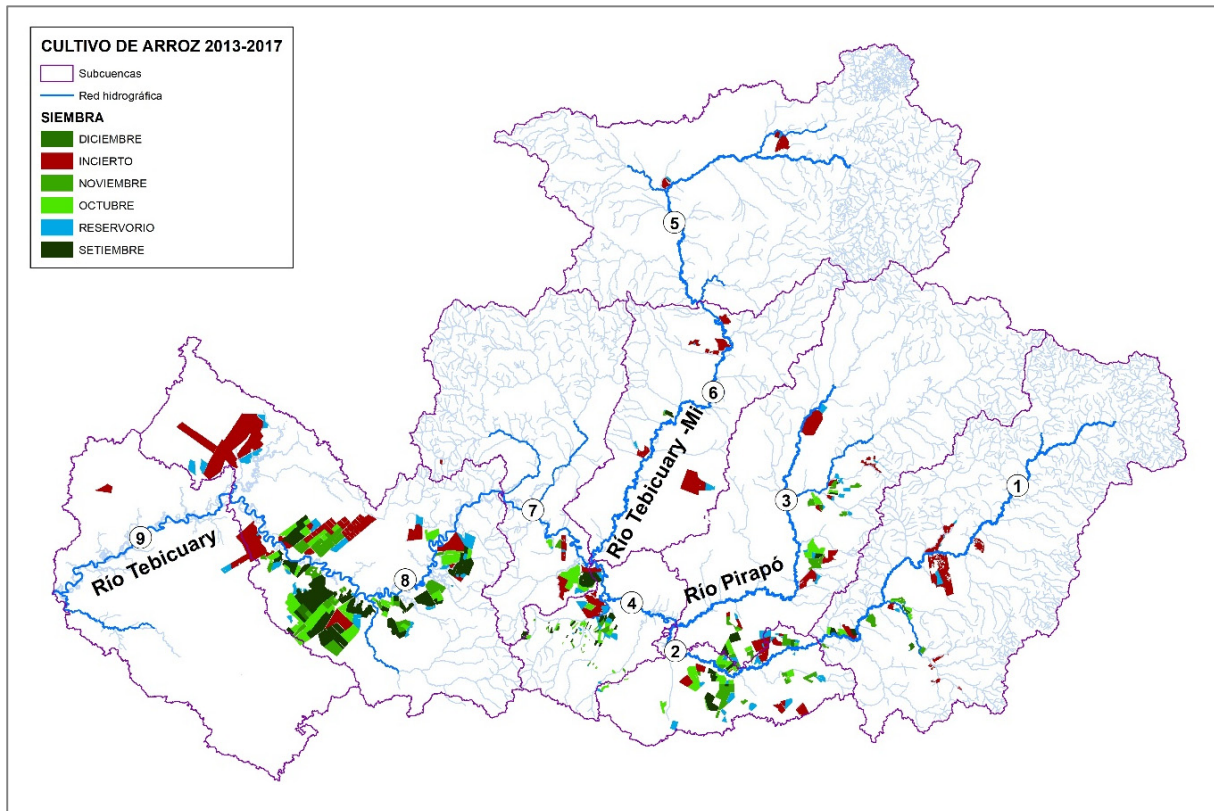 CULTIVO DE ARROZ 2013-2017
Subcuencas
Red hidrográfica
SIEMBRA
DICIEMBRE
INCIERTO
NOVIEMBRE
OCTUBRE
RESERVORIO
SETIEMBRE
5
6
Río Tebicuary -Mi
1
3
7
9
Río Tebicuary
8
Río Pirapó
4
2